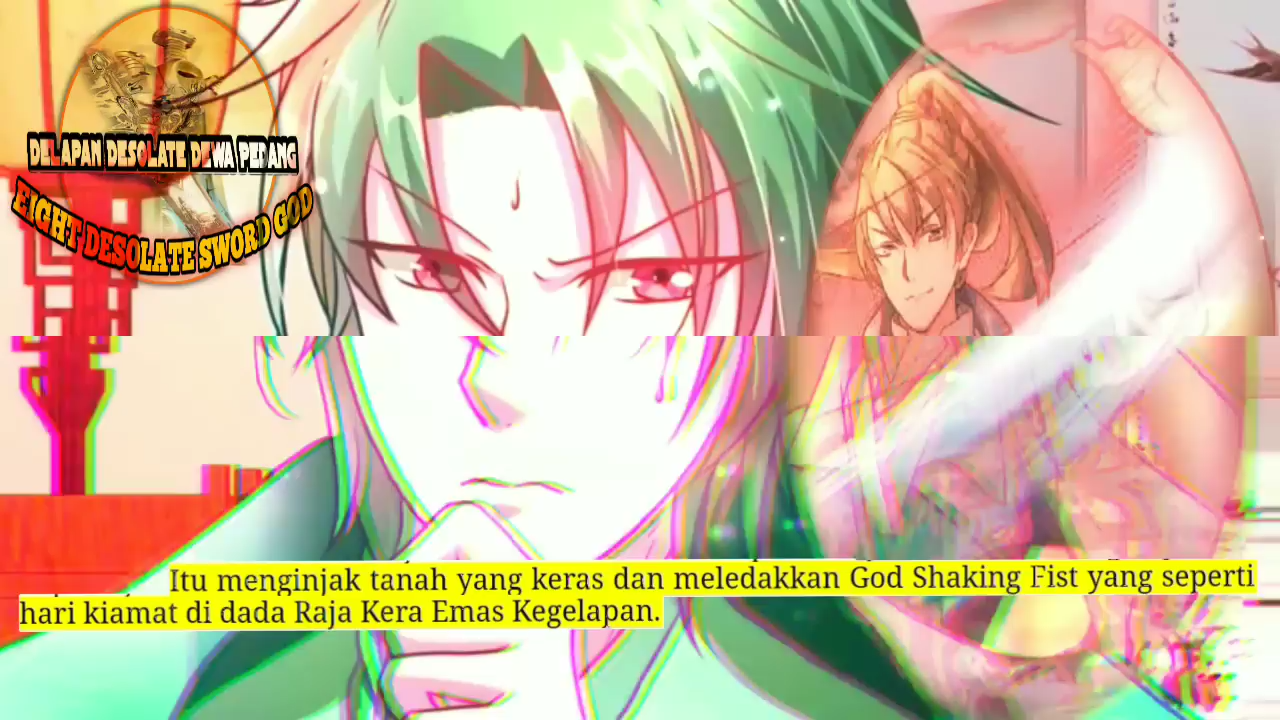 DELAPAN DESOLATE DEWA PEDANG
EIGHT DESOLATE SWORD GOD
Itu menginjak tanah yang keras dan meledakkan God Shaking Fist yang seperti
hari kiamat di dada Raja Kera Emas Kegelapan.